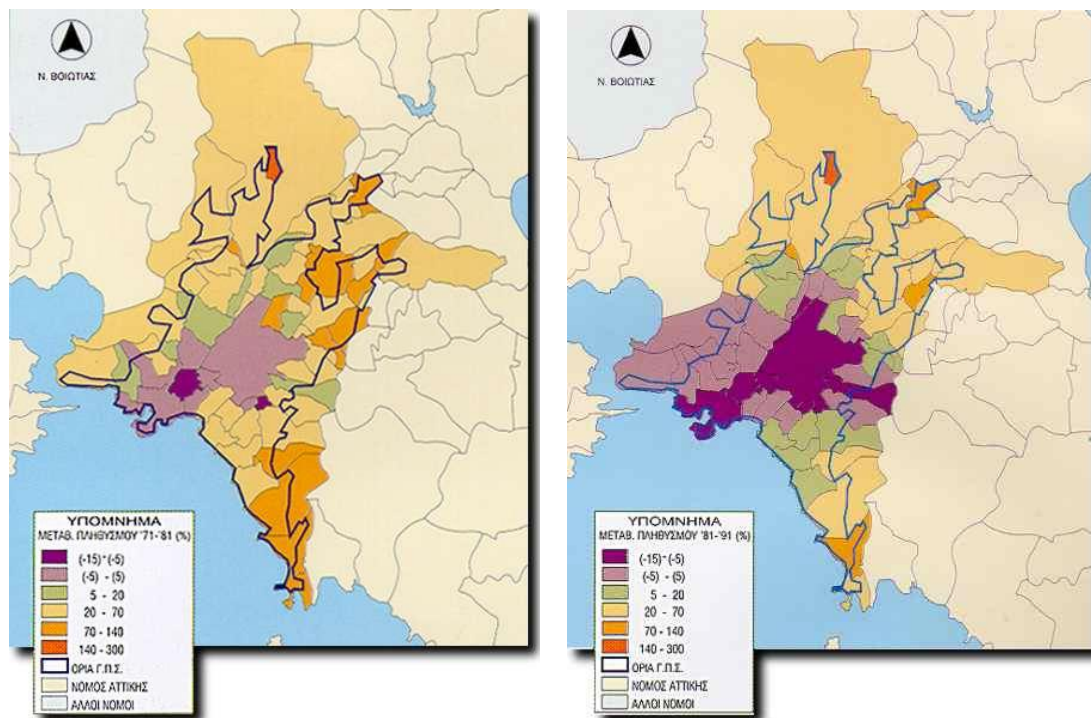 Ν. ΒΟΙΩΤΙΑΣ
ΥΠΟΜΝΗΜΑ
ΜΕΤΑΒ. ΠΛΗΘΥΣΜΟΥ '71-'81 (%)
(-15) - (-5)
(-5) - (5)
5 - 20
20 - 70
70 - 140
140 - 300
ΟΡΙΑ Γ.Π.Σ.
ΝΟΜΟΣ ΑΤΤΙΚΗΣ
ΑΛΛΟΙ ΝΟΜΟΙ
Ν. ΒΟΙΩΤΙΑΣ
ΥΠΟΜΝΗΜΑ
ΜΕΤΑΒ. ΠΛΗΘΥΣΜΟΥ '81-'91 (%)
(-15) - (-5)
(-5) - (5)
5 - 20
20 - 70
70 - 140
140 - 300
ΟΡΙΑ Γ.Π.Σ.
ΝΟΜΟΣ ΑΤΤΙΚΗΣ
ΑΛΛΟΙ ΝΟΜΟΙ